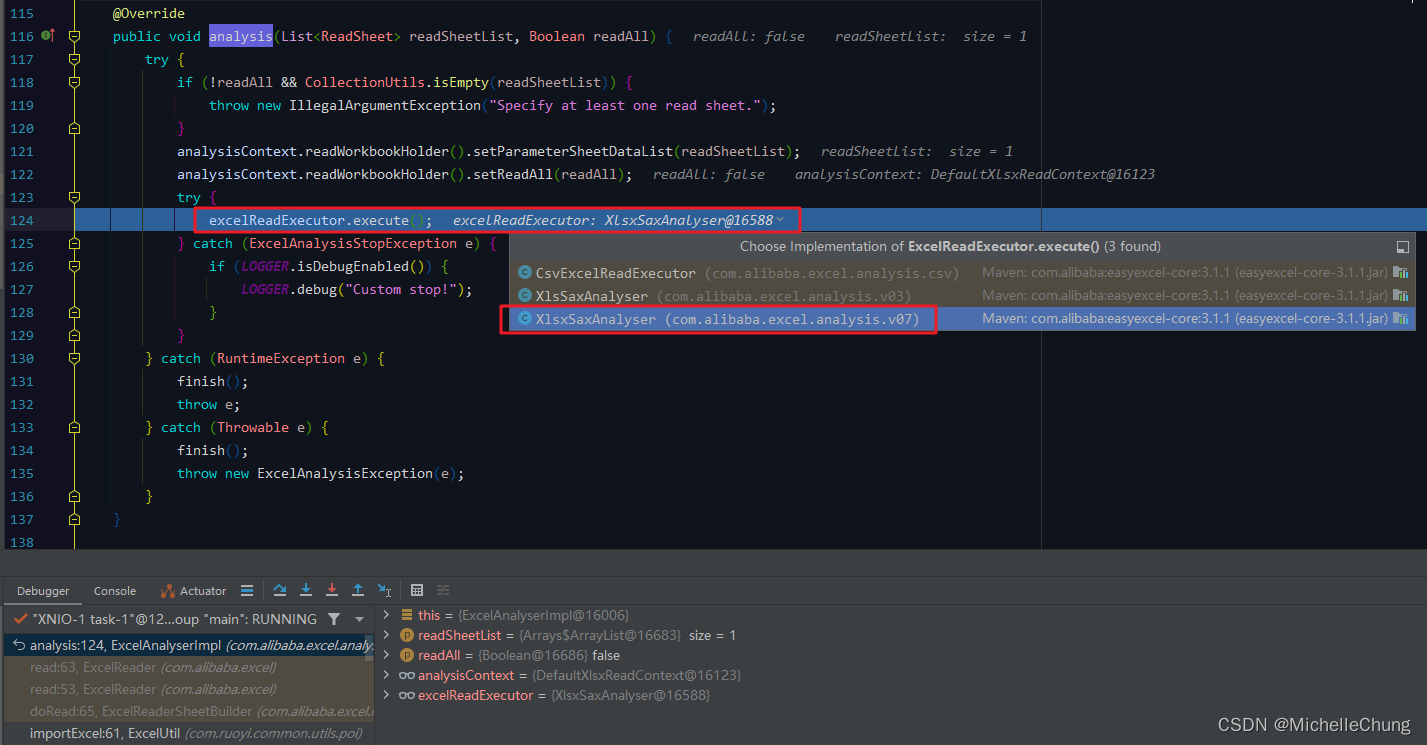 115 @Override
116 public void analysis(List<ReadSheet> readSheetList, Boolean readAll) { readAll: false readSheetList: size = 1
117 try {
118 if (!readAll && CollectionUtils.isEmpty(readSheetList)) {
119 throw new IllegalArgumentException("Specify at least one read sheet.");
120 }
121 analysisContext.readWorkbookHolder().setParameterSheetDataList(readSheetList); readSheetList: size = 1
122 analysisContext.readWorkbookHolder().setReadAll(readAll); readAll: false analysisContext: DefaultXlsxReadContext@16123
123 try {
124 excelReadExecutor.execute(); excelReadExecutor: XlsxSaxAnalyser@16588
125 } catch (ExcelAnalysisStopException e) {
Choose Implementation of ExcelReadExecutor.execute() (3 found)
126 if (LOGGER.isDebugEnabled()) {
CsvExcelReadExecutor (com.alibaba.excel.analysis.csv) Maven: com.alibaba:easyexcel-core:3.1.1 (easyexcel-core-3.1.1.jar)
127 LOGGER.debug("Custom stop!");
XlsSaxAnalyser (com.alibaba.excel.analysis.v03) Maven: com.alibaba:easyexcel-core:3.1.1 (easyexcel-core-3.1.1.jar)
128 }
XlsxSaxAnalyser (com.alibaba.excel.analysis.v07) Maven: com.alibaba:easyexcel-core:3.1.1 (easyexcel-core-3.1.1.jar)
129 }
130 } catch (RuntimeException e) {
131 finish();
132 throw e;
133 } catch (Throwable e) {
134 finish();
135 throw new ExcelAnalysisException(e);
136 }
137 }
138
Debugger Console Actuator
"XNIO-1 task-1"@12...oup "main": RUNNING
analysis:124, ExcelAnalyserImpl (com.alibaba.excel.analys
read:63, ExcelReader (com.alibaba.excel)
read:53, ExcelReader (com.alibaba.excel)
doRead:65, ExcelReaderSheetBuilder (com.alibaba.excel.r
importExcel:61, ExcelUtil (com.ruoyi.common.utils.poi)
this = {ExcelAnalyserImpl@16006}
readSheetList = {Arrays$ArrayList@16683} size = 1
readAll = {Boolean@16686} false
analysisContext = {DefaultXlsxReadContext@16123}
excelReadExecutor = {XlsxSaxAnalyser@16588}
CSDN @MichelleChung